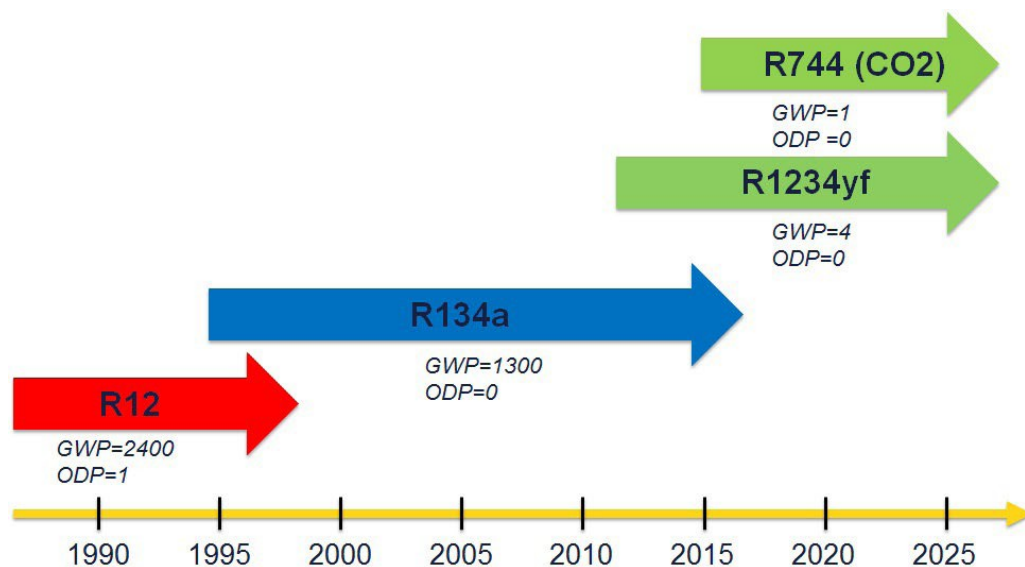 R744 (CO2)
GWP=1
ODP =0
R1234yf
GWP=4
ODP=0
R134a
GWP=1300
ODP=0
R12
GWP=2400
ODP=1
1990 1995 2000 2005 2010 2015 2020 2025